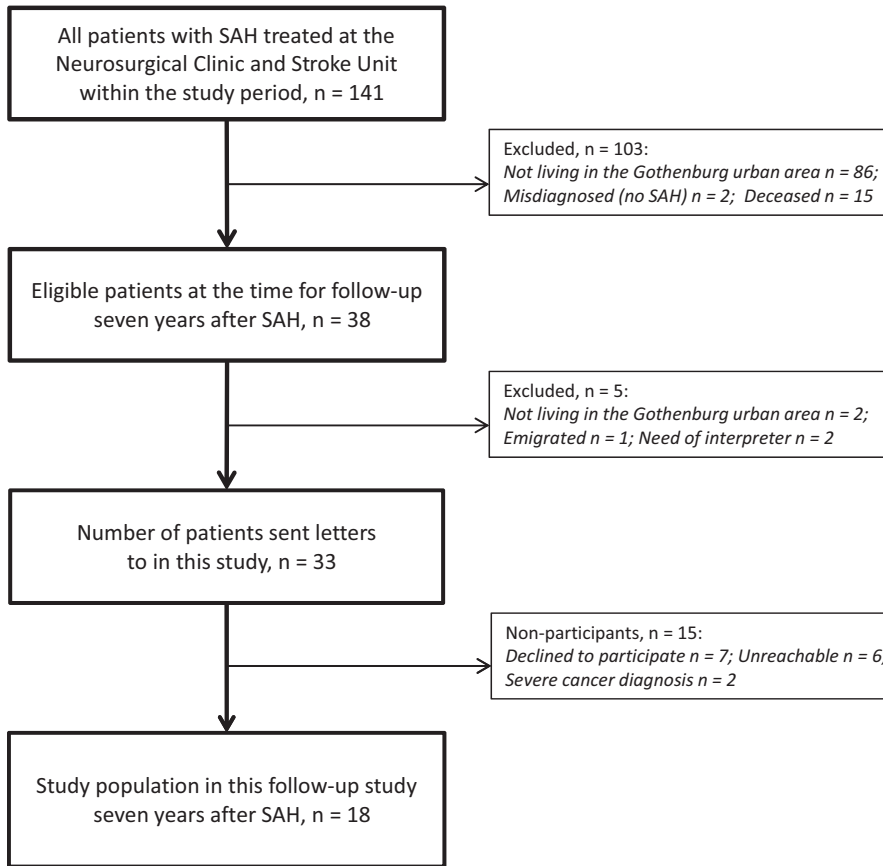 All patients with SAH treated at the
Neurosurgical Clinic and Stroke Unit
within the study period, n = 141
Excluded, n = 103:
Not living in the Gothenburg urban area n = 86;
Misdiagnosed (no SAH) n = 2;  Deceased n = 15
Eligible patients at the time for follow-up
seven years after SAH, n = 38
Excluded, n = 5:
Not living in the Gothenburg urban area n = 2;
Emigrated n = 1; Need of interpreter n = 2
Number of patients sent letters
to in this study, n = 33
Non-participants, n = 15:
Declined to participate n = 7; Unreachable n = 6;
Severe cancer diagnosis n = 2
Study population in this follow-up study
seven years after SAH, n = 18